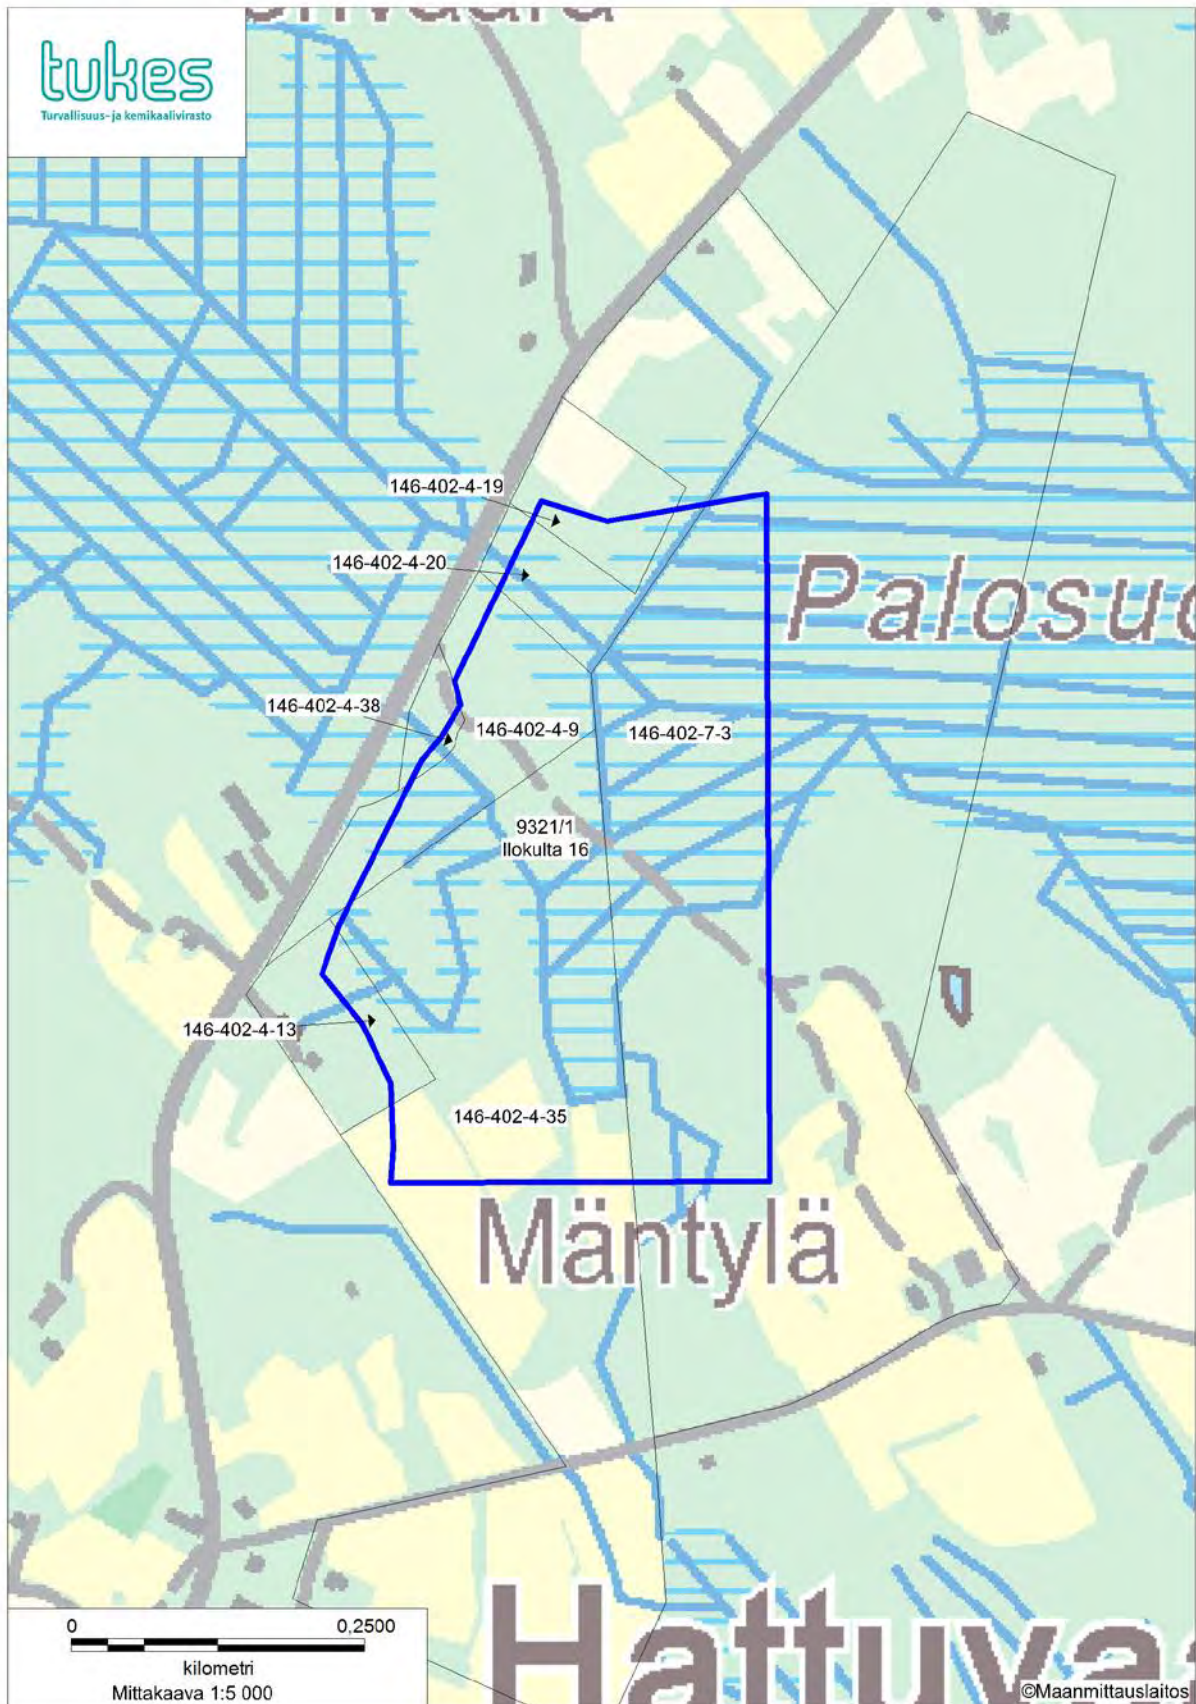 tukes
Turvallisuus- ja kemikaalivirasto
146-402-4-19
146-402-4-20
Palosuo
146-402-4-38
146-402-4-9
146-402-7-3
9321/1
Ilokulta 16
146-402-4-13
146-402-4-35
Mäntylä
Hattuvaa
0 0,2500
kilometri
Mittakaava 1:5 000
©Maanmittauslaitos